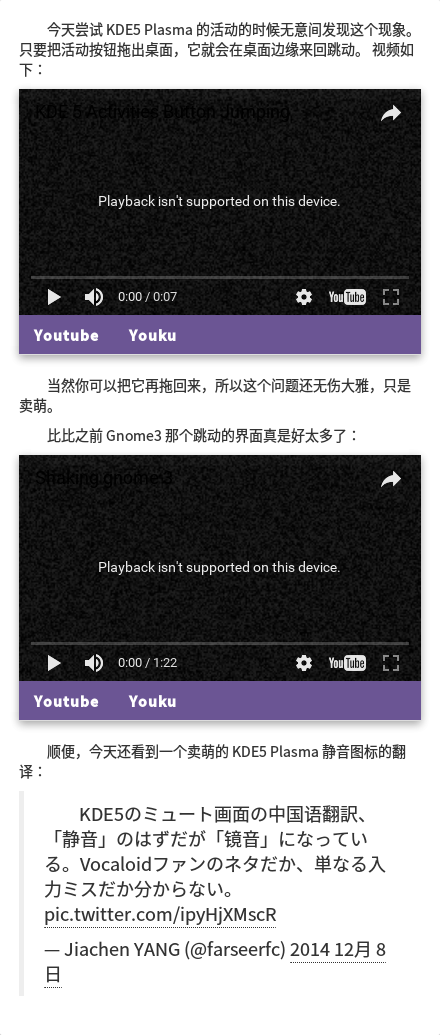 今天尝试 KDE5 Plasma 的活动的时候无意间发现这个现象。
只要把活动按钮拖出桌面，它就会在桌面边缘来回跳动。 视频如
下：
KDE 5 Activities Button Jumping
Playback isn't supported on this device.
0:00 / 0:07
YouTube
Youtube Youku
当然你可以把它再拖回来，所以这个问题还无伤大雅，只是
卖萌。
比比之前 Gnome3 那个跳动的界面真是好太多了：
Shaking gnome 3
Playback isn't supported on this device.
0:00 / 1:22
YouTube
Youtube Youku
顺便，今天还看到一个卖萌的 KDE5 Plasma 静音图标的翻
译：
KDE5のミュート画面の中国语翻訳、
「静音」のはずだが「镜音」になってい
る。Vocaloidファンのネタだか、単なる入
力ミスだか分からない。
pic.twitter.com/ipyHjXMscR
— Jiachen YANG (@farseerfc) 2014 12月 8
日